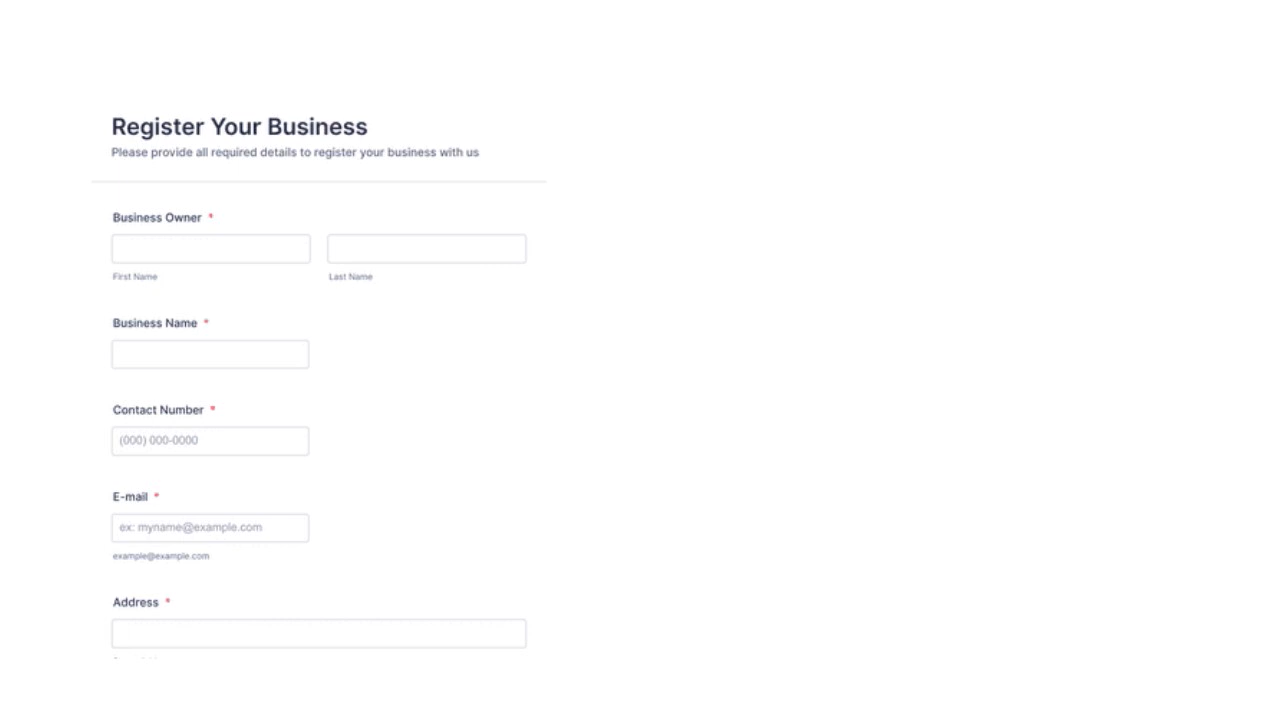 Register Your Business
Please provide all required details to register your business with us
Business Owner *
First Name Last Name
Business Name *
Contact Number *
(000) 000-0000
E-mail *
ex: myname@example.com
example@example.com
Address *